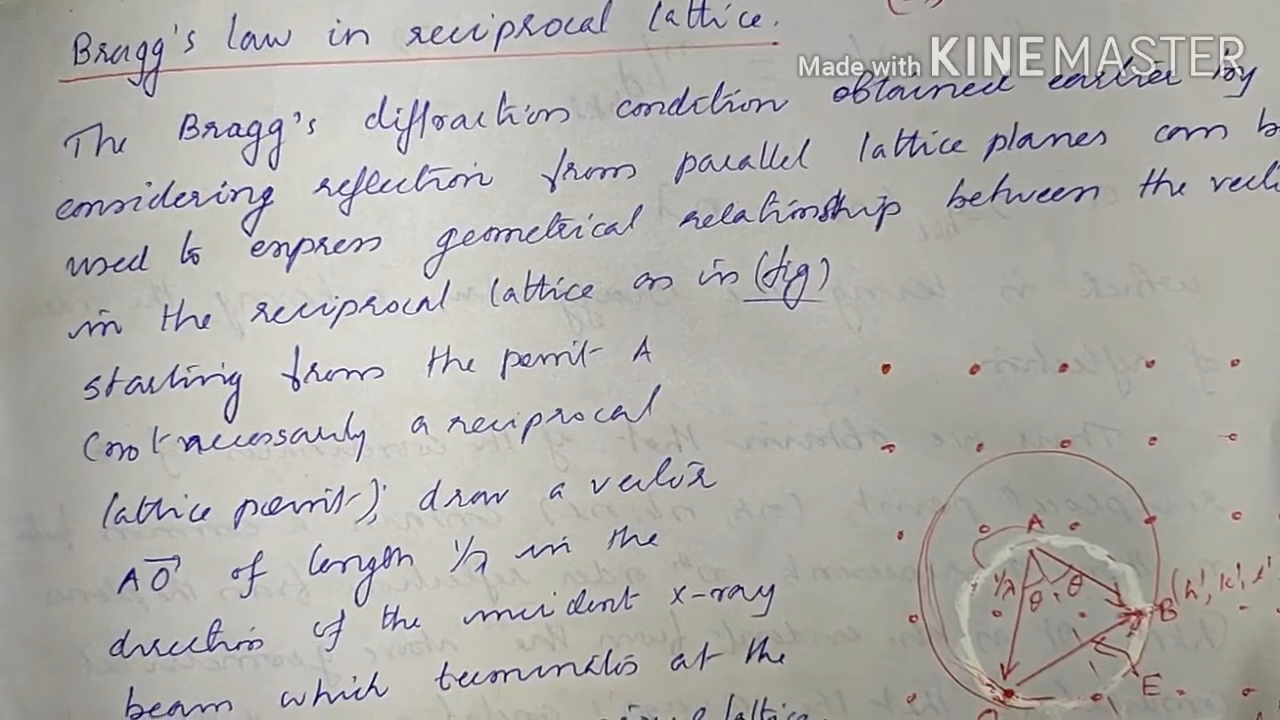 Bragg's law in reciprocal lattice.
Made with KINEMASTER
The Bragg's diffraction condition obtained earlier by
considering reflection from parallel lattice planes can b
used to express geometrical relationship between the vect
in the reciprocal lattice as in (fig)
starting from the point A
(not necessarily a reciprocal
lattice point); draw a vector
AO of length 1/λ in the
direction of the incident x-ray
beam which terminates at the
lattice
A
1/λ
θ θ
B (h', k', l'
E
O